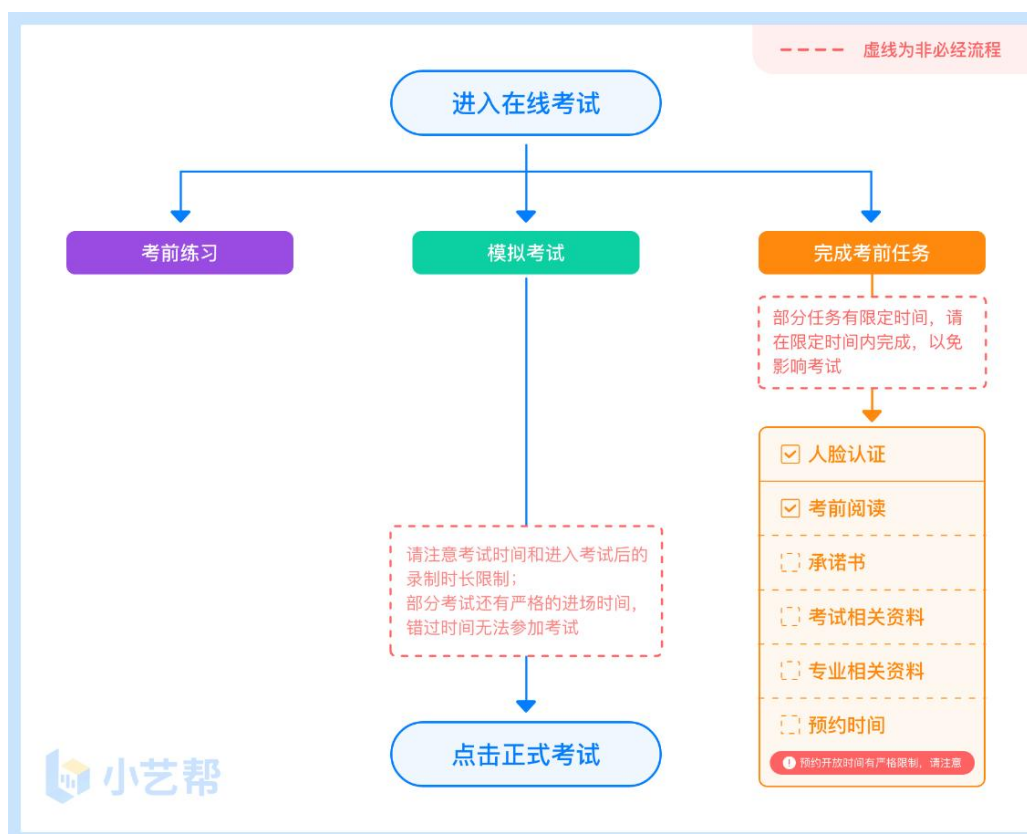 虚线为非必经流程
进入在线考试
考前练习
模拟考试
完成考前任务
部分任务有限定时间，请
在限定时间内完成，以免
影响考试
人脸认证
考前阅读
承诺书
考试相关资料
专业相关资料
预约时间
预约开放时间有严格限制，请注意
请注意考试时间和进入考试后的
录制时长限制；
部分考试还有严格的进场时间，
错过时间无法参加考试
点击正式考试
小艺帮